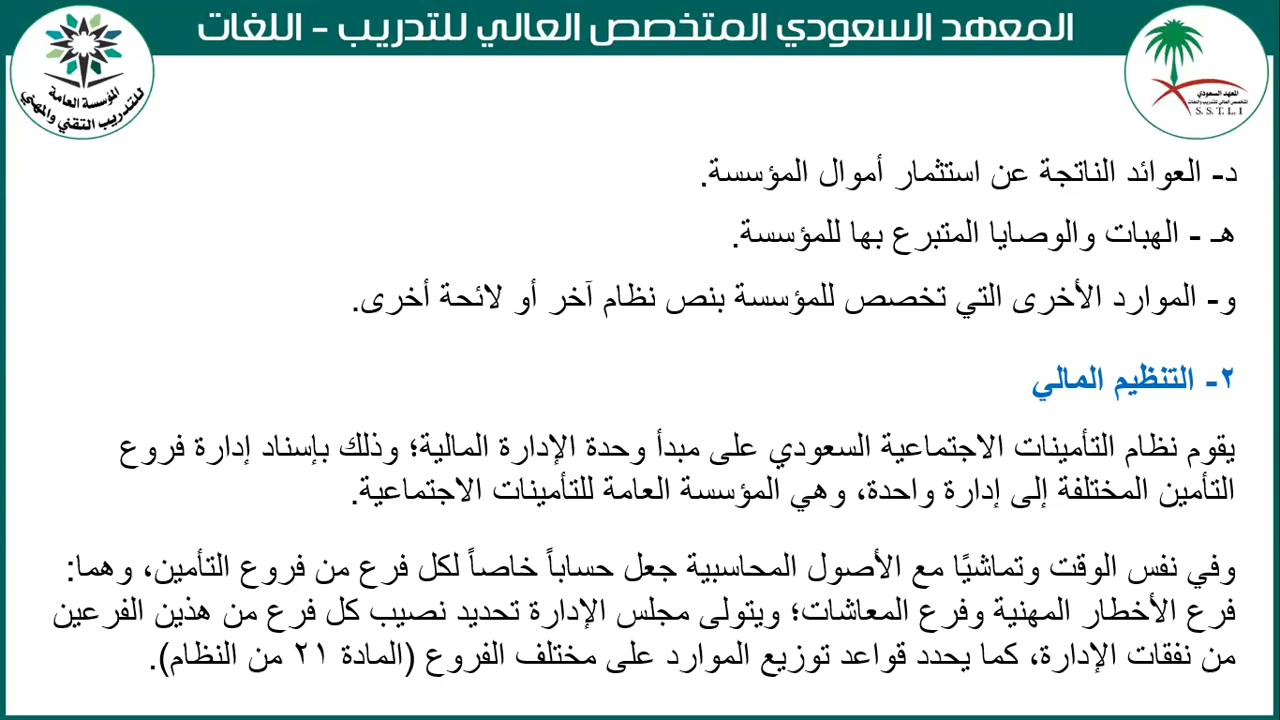 المعهد السعودي المتخصص العالي للتدريب – اللغات
المؤسسة العامة
للتدريب التقني والمهني
المعهد السعودي
المتخصص العالي للتدريب واللغات
S.S.T.L.I
د- العوائد الناتجة عن استثمار أموال المؤسسة.
هـ - الهبات والوصايا المتبرع بها للمؤسسة.
و- الموارد الأخرى التي تخصص للمؤسسة بنص نظام آخر أو لائحة أخرى.
٢- التنظيم المالي
يقوم نظام التأمينات الاجتماعية السعودي على مبدأ وحدة الإدارة المالية؛ وذلك بإسناد إدارة فروع
التأمين المختلفة إلى إدارة واحدة، وهي المؤسسة العامة للتأمينات الاجتماعية.
وفي نفس الوقت وتماشيًا مع الأصول المحاسبية جعل حساباً خاصاً لكل فرع من فروع التأمين، وهما:
فرع الأخطار المهنية وفرع المعاشات؛ ويتولى مجلس الإدارة تحديد نصيب كل فرع من هذين الفرعين
من نفقات الإدارة، كما يحدد قواعد توزيع الموارد على مختلف الفروع (المادة ٢١ من النظام).